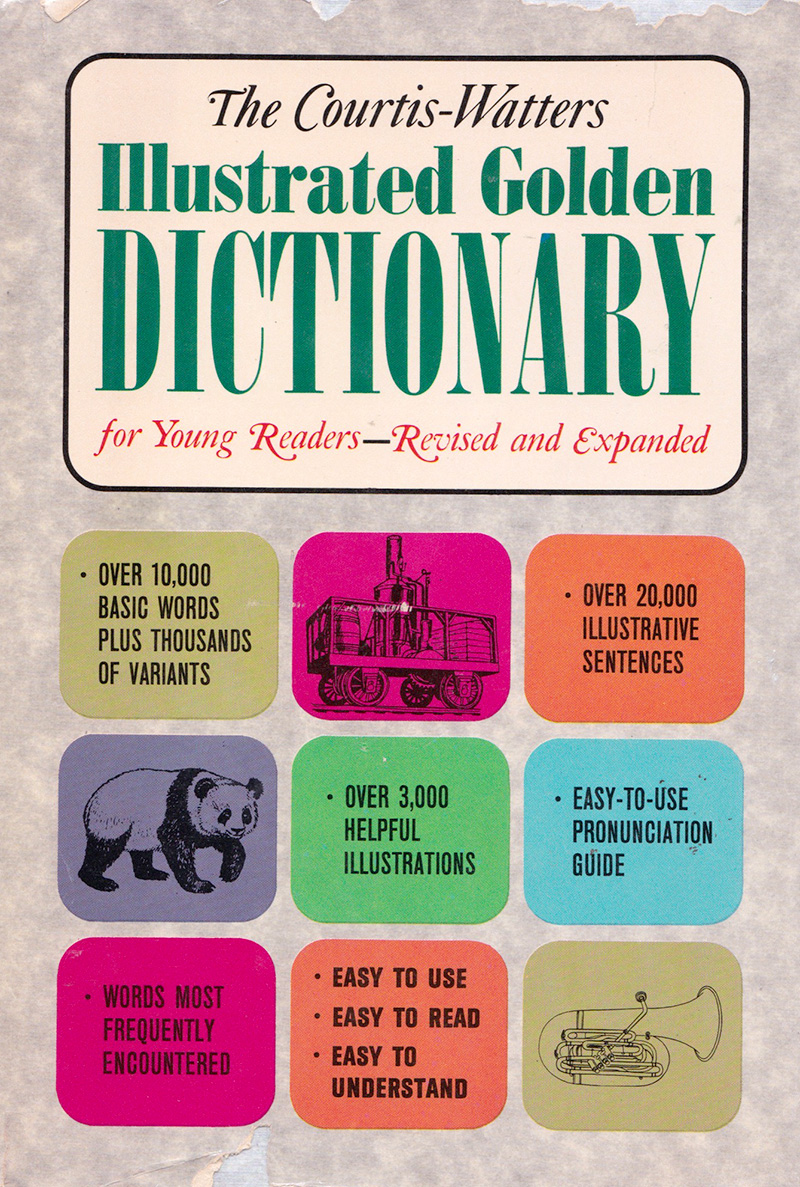 The Courtis-Watters
Illustrated Golden
DICTIONARY
for Young Readers—Revised and Expanded
• OVER 10,000
BASIC WORDS
PLUS THOUSANDS
OF VARIANTS
• OVER 20,000
ILLUSTRATIVE
SENTENCES
• OVER 3,000
HELPFUL
ILLUSTRATIONS
• EASY-TO-USE
PRONUNCIATION
GUIDE
• WORDS MOST
FREQUENTLY
ENCOUNTERED
• EASY TO USE
• EASY TO READ
• EASY TO
UNDERSTAND